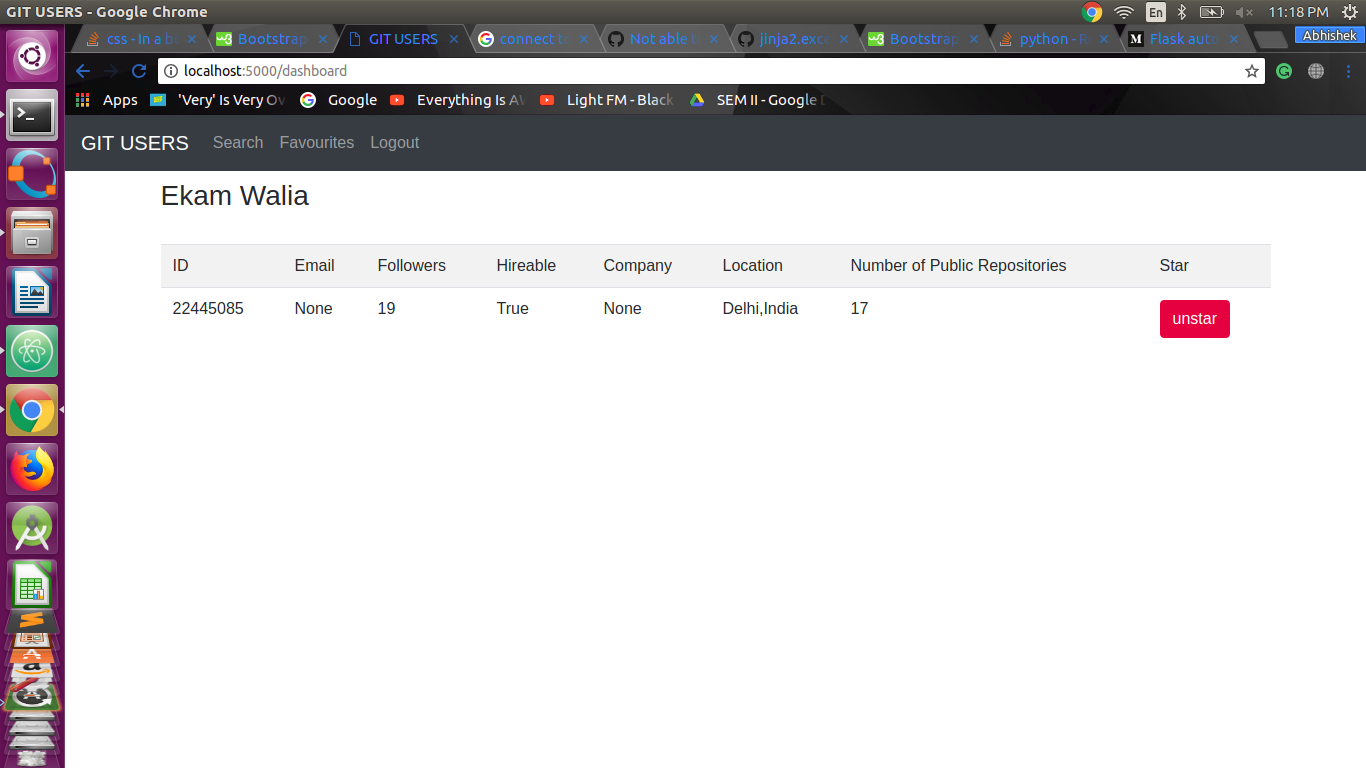 GIT USERS - Google Chrome
En
11:18 PM
css - In a b
Bootstrap
GIT USERS
connect t
Not able t
jinja2.exce
Bootstrap
python - R
Flask auto
Abhishek
localhost:5000/dashboard
Apps
'Very' Is Very Ov
Google
Everything Is AW
Light FM - Black
SEM II - Google D
GIT USERS
Search
Favourites
Logout
Ekam Walia
ID Email Followers Hireable Company Location Number of Public Repositories Star
22445085 None 19 True None Delhi,India 17 unstar